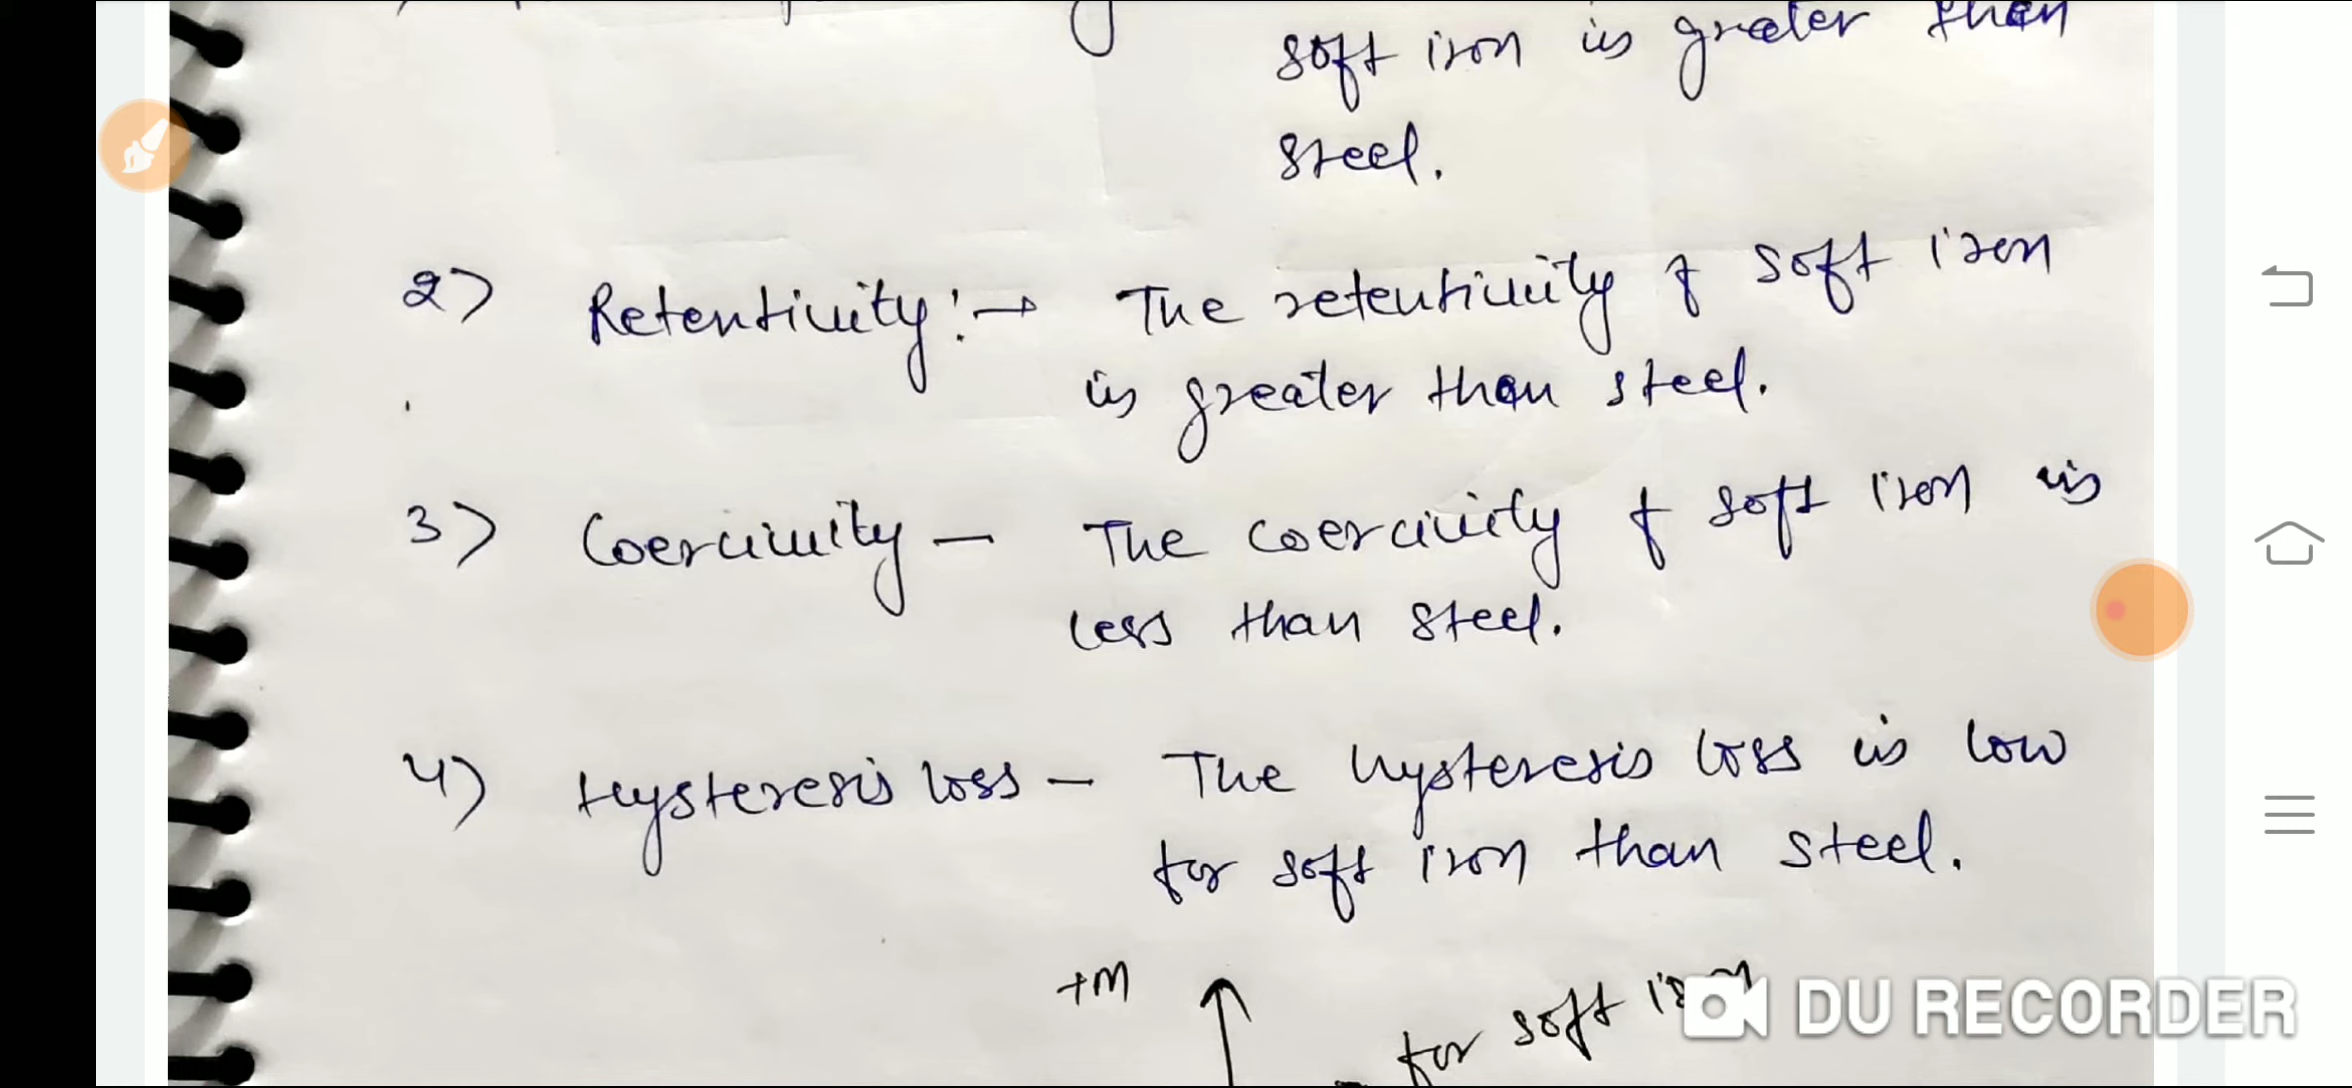 soft iron is greater than
steel.
2) Retentivity:→ The retentivity of soft iron
is greater than steel.
3) Coercivity — The coercivity of soft iron is
less than steel.
4) Hysteresis loss — The hysteresis loss is low
for soft iron than steel.
+M
for soft iron
DU RECORDER